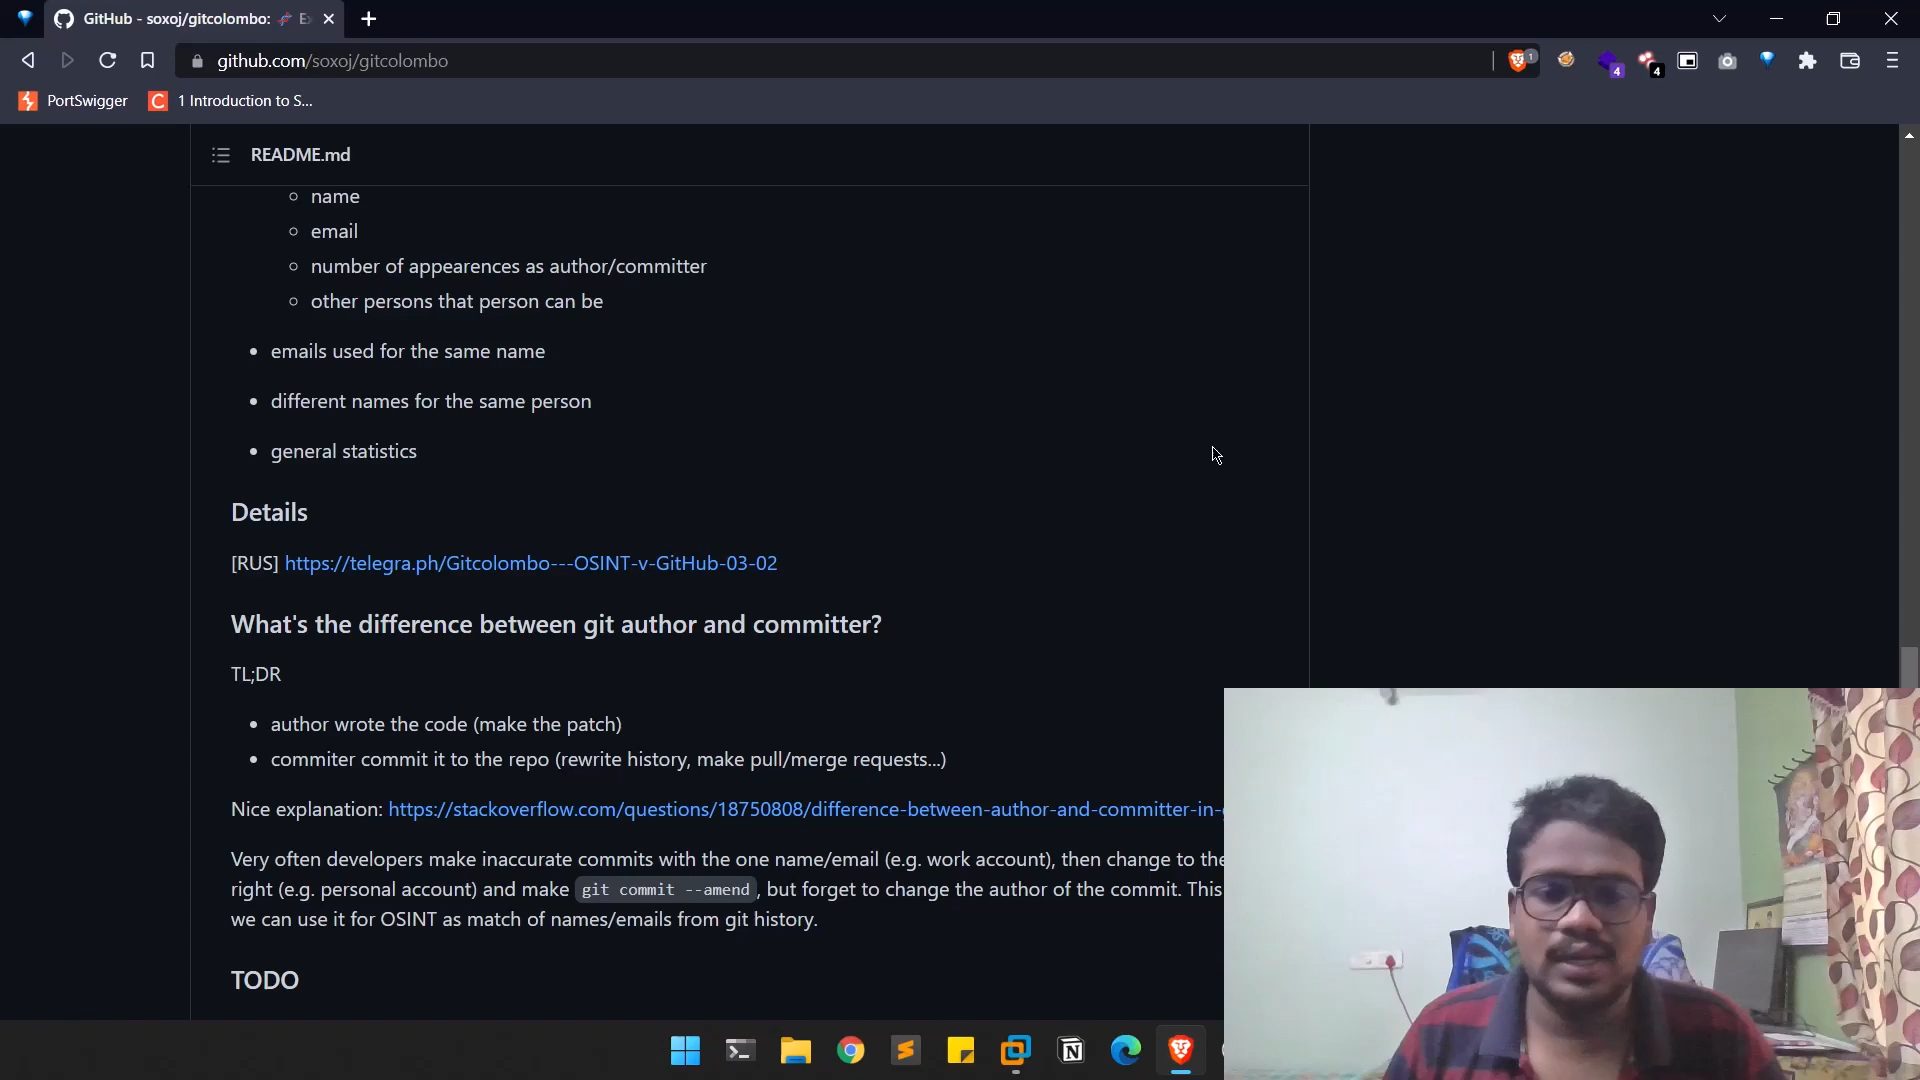 GitHub - soxoj/gitcolombo: 
github.com/soxoj/gitcolombo
1
4
4
PortSwigger
1 Introduction to S...
README.md
name
email
number of appearences as author/committer
other persons that person can be
emails used for the same name
different names for the same person
general statistics
Details
[RUS] https://telegra.ph/Gitcolombo---OSINT-v-GitHub-03-02
What's the difference between git author and committer?
TL;DR
author wrote the code (make the patch)
commiter commit it to the repo (rewrite history, make pull/merge requests...)
Nice explanation: https://stackoverflow.com/questions/18750808/difference-between-author-and-committer-in-
Very often developers make inaccurate commits with the one name/email (e.g. work account), then change to the
right (e.g. personal account) and make git commit --amend, but forget to change the author of the commit. This
we can use it for OSINT as match of names/emails from git history.
TODO